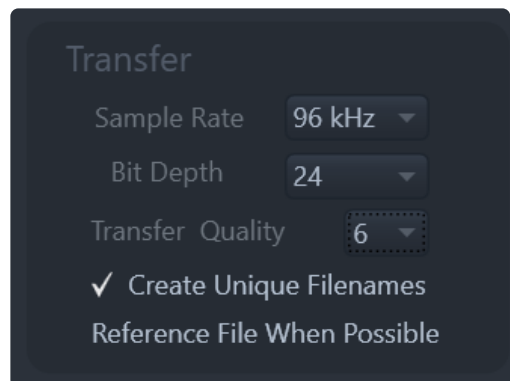 Transfer
Sample Rate 96 kHz
Bit Depth 24
Transfer Quality 6
✓ Create Unique Filenames
Reference File When Possible